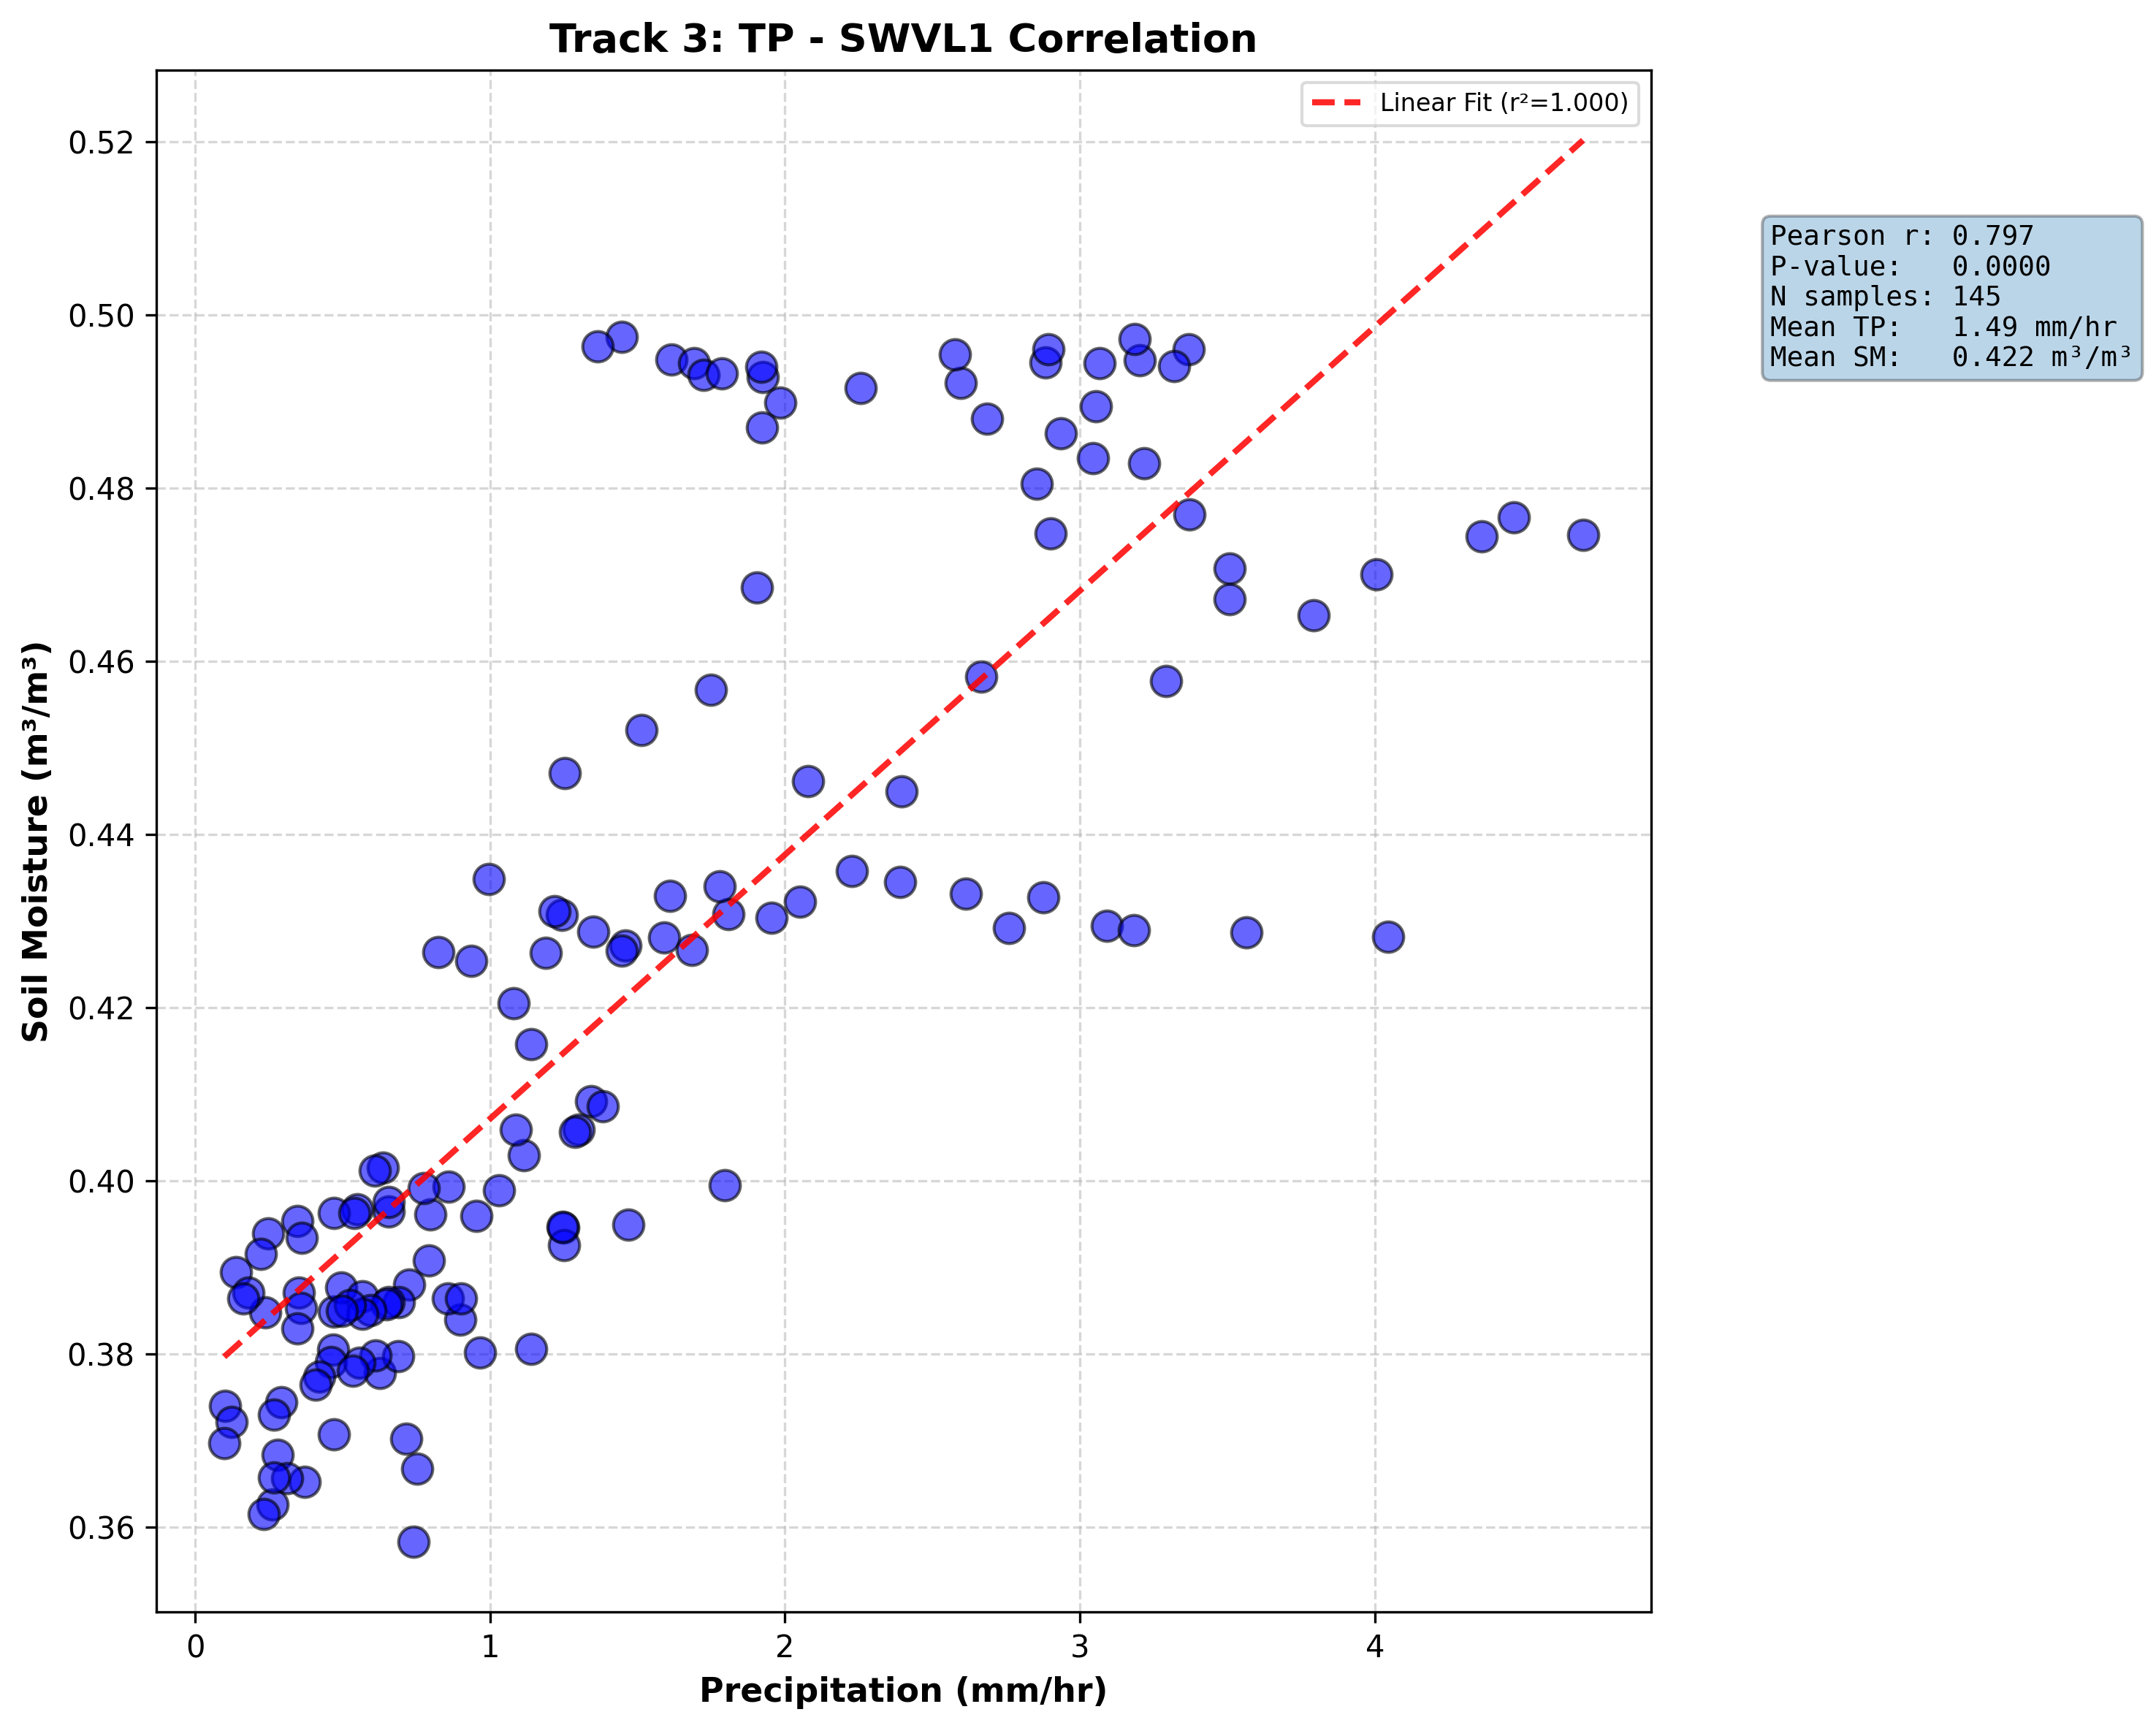 Track 3: TP - SWVL1 Correlation
Linear Fit (r²=1.000)
Pearson r: 0.797
P-value:   0.0000
N samples: 145
Mean TP:   1.49 mm/hr
Mean SM:   0.422 m³/m³
Soil Moisture (m³/m³)
0.52
0.50
0.48
0.46
0.44
0.42
0.40
0.38
0.36
0 1 2 3 4
Precipitation (mm/hr)